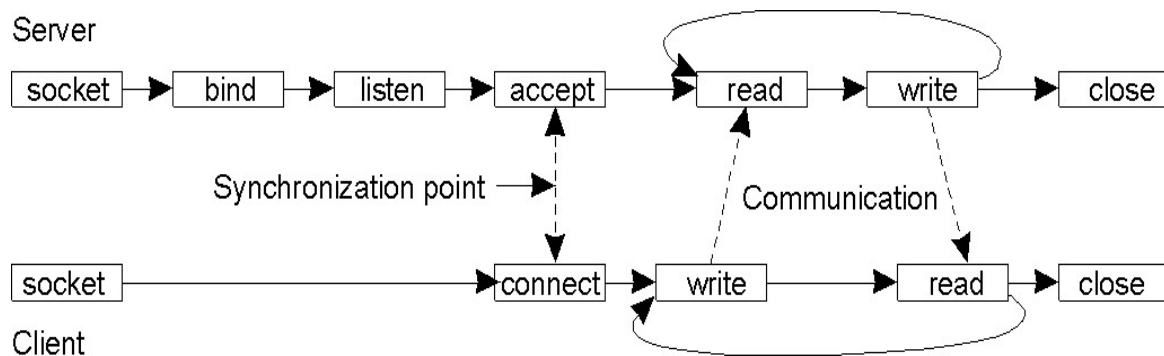 Server
socket bind listen accept read write close
Synchronization point
Communication
socket connect write read close
Client